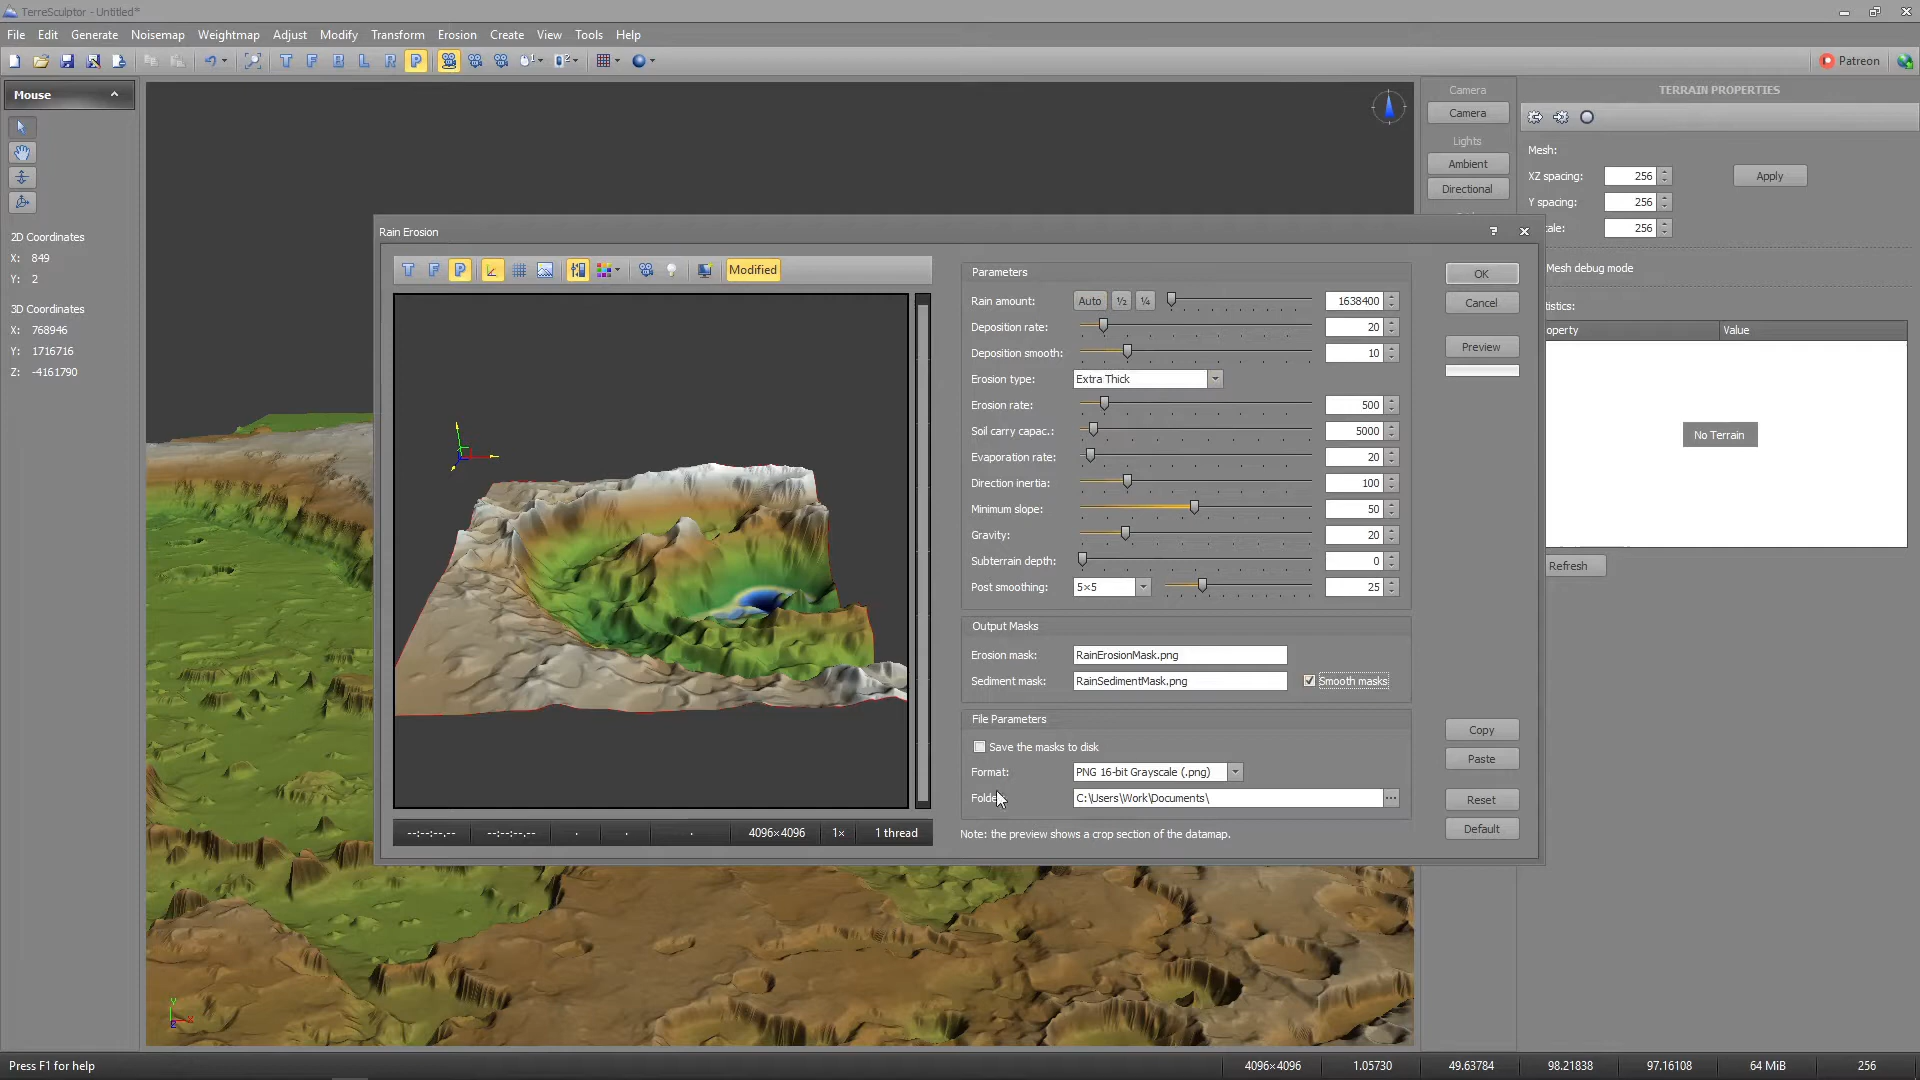 TerreSculptor - Untitled*
File Edit Generate Noisemap Weightmap Adjust Modify Transform Erosion Create View Tools Help
T F B L R P
Patreon
Mouse
2D Coordinates
X: 849
Y: 2
3D Coordinates
X: 768946
Y: 1716716
Z: -4161790
Camera
Camera
Lights
Ambient
Directional
TERRAIN PROPERTIES
Mesh:
XZ spacing: 256 Apply
Y spacing: 256
cale: 256
Mesh debug mode
tistics:
operty Value
No Terrain
Refresh
Rain Erosion
T F P Modified
Parameters
Rain amount: Auto ½ ¼ 1638400
Deposition rate: 20
Deposition smooth: 10
Erosion type: Extra Thick
Erosion rate: 500
Soil carry capac.: 5000
Evaporation rate: 20
Direction inertia: 100
Minimum slope: 50
Gravity: 20
Subterrain depth: 0
Post smoothing: 5×5 25
Output Masks
Erosion mask: RainErosionMask.png
Sediment mask: RainSedimentMask.png Smooth masks
File Parameters
Save the masks to disk
Format: PNG 16-bit Grayscale (.png)
Folde C:\Users\Work\Documents\
Note: the preview shows a crop section of the datamap.
OK
Cancel
Preview
Copy
Paste
Reset
Default
--:--:--.-- --:--:--.-- . . . 4096×4096 1× 1 thread
Y
X
Z
Press F1 for help 4096×4096 1.05730 49.63784 98.21838 97.16108 64 MiB 256